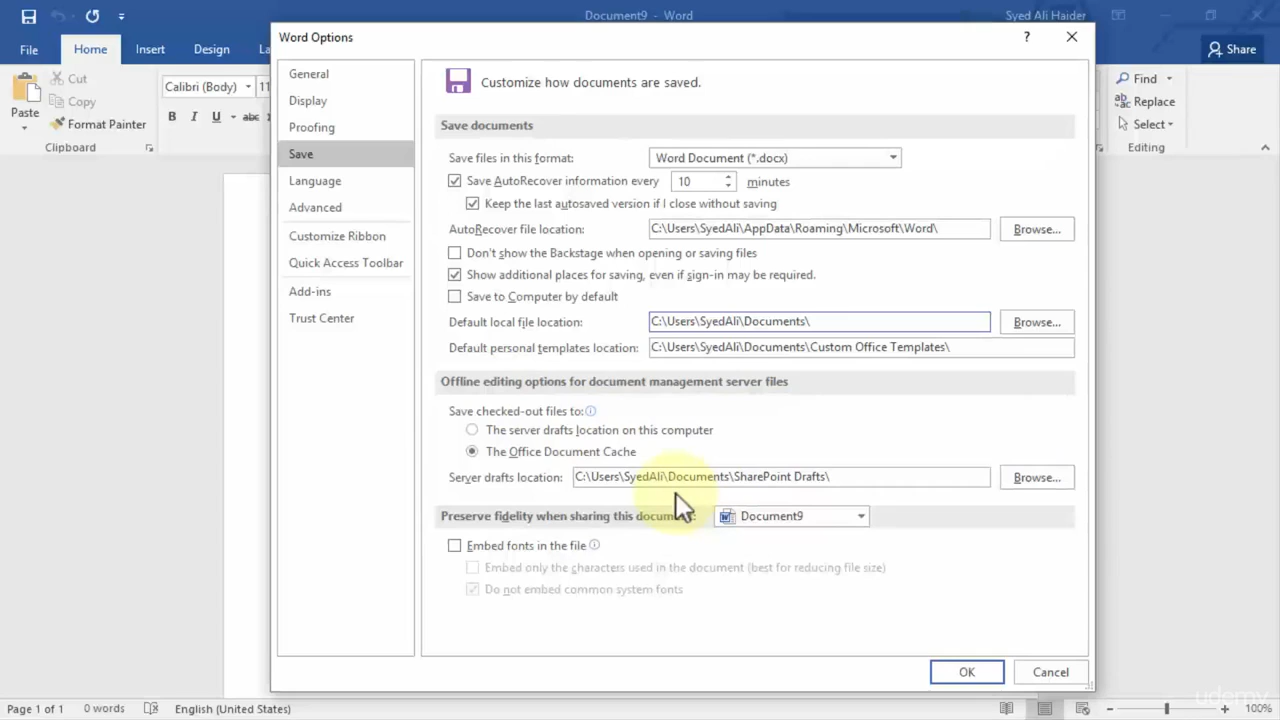 Document9 - Word
Syed Ali Haider
File
Home
Insert
Design
La
Share
Paste
Cut
Copy
Format Painter
Clipboard
Calibri (Body)
11
B I U abc
Find
Replace
Select
Editing
Word Options
?
General
Display
Proofing
Save
Language
Advanced
Customize Ribbon
Quick Access Toolbar
Add-ins
Trust Center
Customize how documents are saved.
Save documents
Save files in this format: Word Document (*.docx)
Save AutoRecover information every 10 minutes
Keep the last autosaved version if I close without saving
AutoRecover file location: C:\Users\SyedAli\AppData\Roaming\Microsoft\Word\ Browse...
Don't show the Backstage when opening or saving files
Show additional places for saving, even if sign-in may be required.
Save to Computer by default
Default local file location: C:\Users\SyedAli\Documents\ Browse...
Default personal templates location: C:\Users\SyedAli\Documents\Custom Office Templates\
Offline editing options for document management server files
Save checked-out files to:
The server drafts location on this computer
The Office Document Cache
Server drafts location: C:\Users\SyedAli\Documents\SharePoint Drafts\ Browse...
Preserve fidelity when sharing this document: Document9
Embed fonts in the file
Embed only the characters used in the document (best for reducing file size)
Do not embed common system fonts
OK
Cancel
Page 1 of 1 0 words English (United States)
100%
udemy